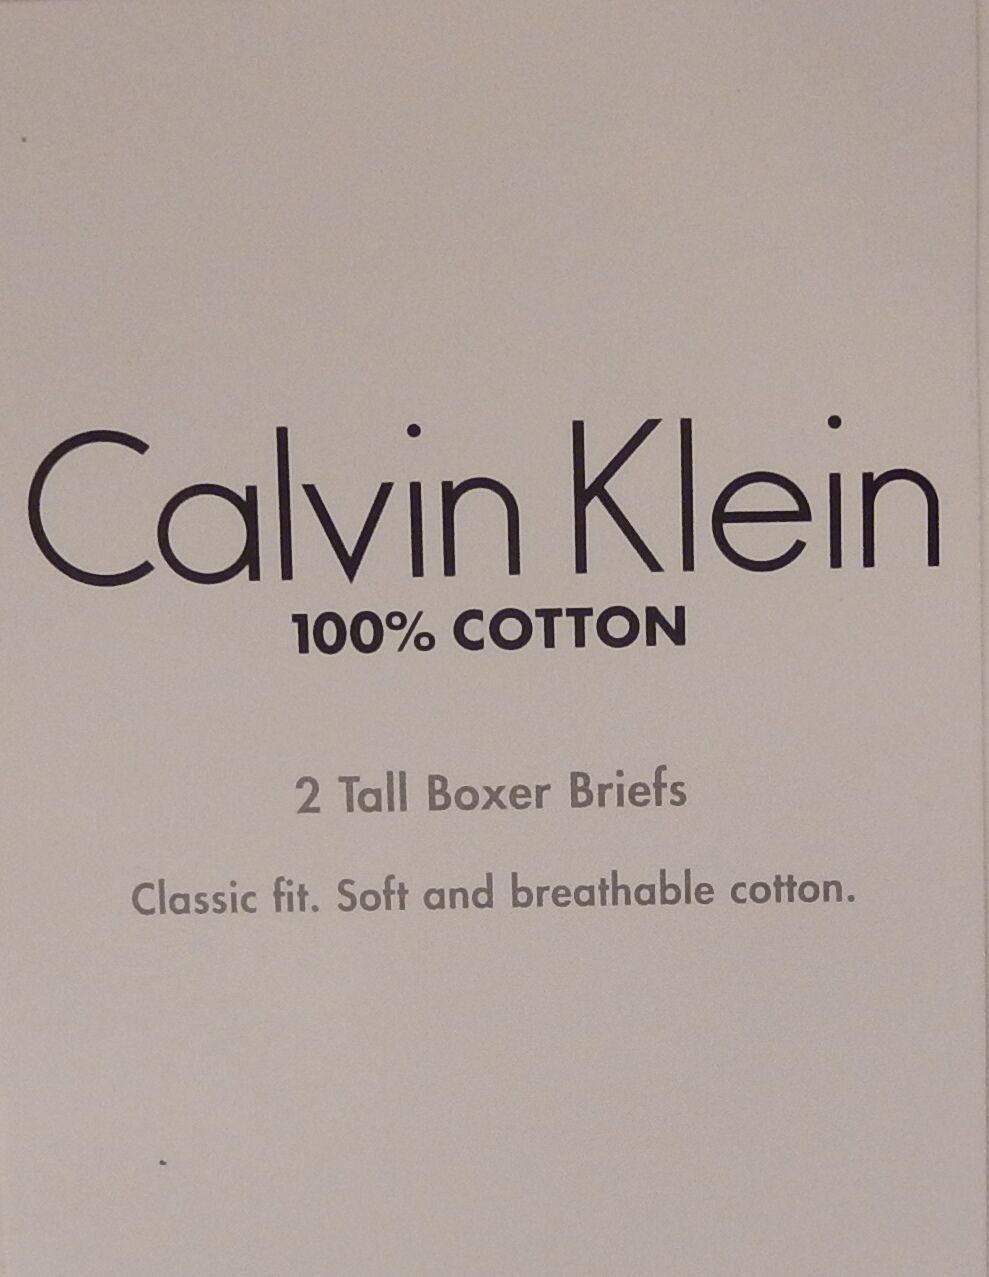 Calvin Klein
100% COTTON
2 Tall Boxer Briefs
Classic fit. Soft and breathable cotton.